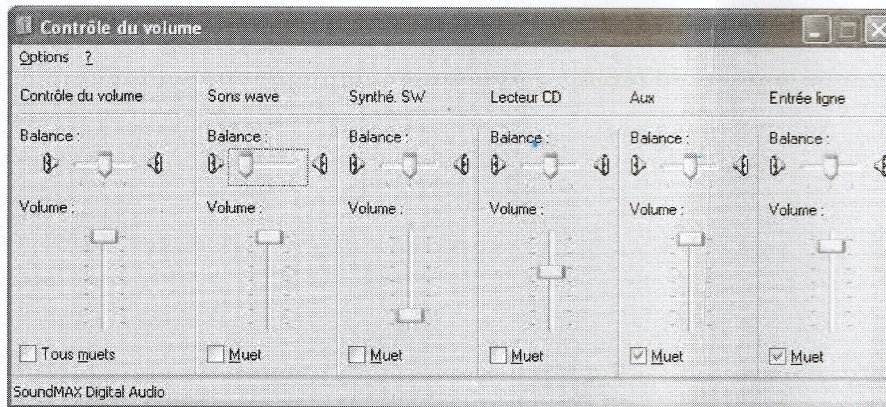 Contrôle du volume
Options ?
Contrôle du volume Sons wave Synthé. SW Lecteur CD Aux Entrée ligne
Balance : Balance : Balance : Balance : Balance : Balance :
Volume : Volume : Volume : Volume : Volume : Volume :
Tous muets Muet Muet Muet Muet Muet
SoundMAX Digital Audio